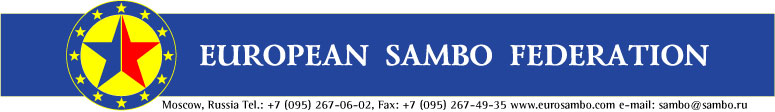 EUROPEAN SAMBO FEDERATION
Moscow, Russia Tel.: +7 (095) 267-06-02, Fax: +7 (095) 267-49-35 www.eurosambo.com e-mail: sambo@sambo.ru